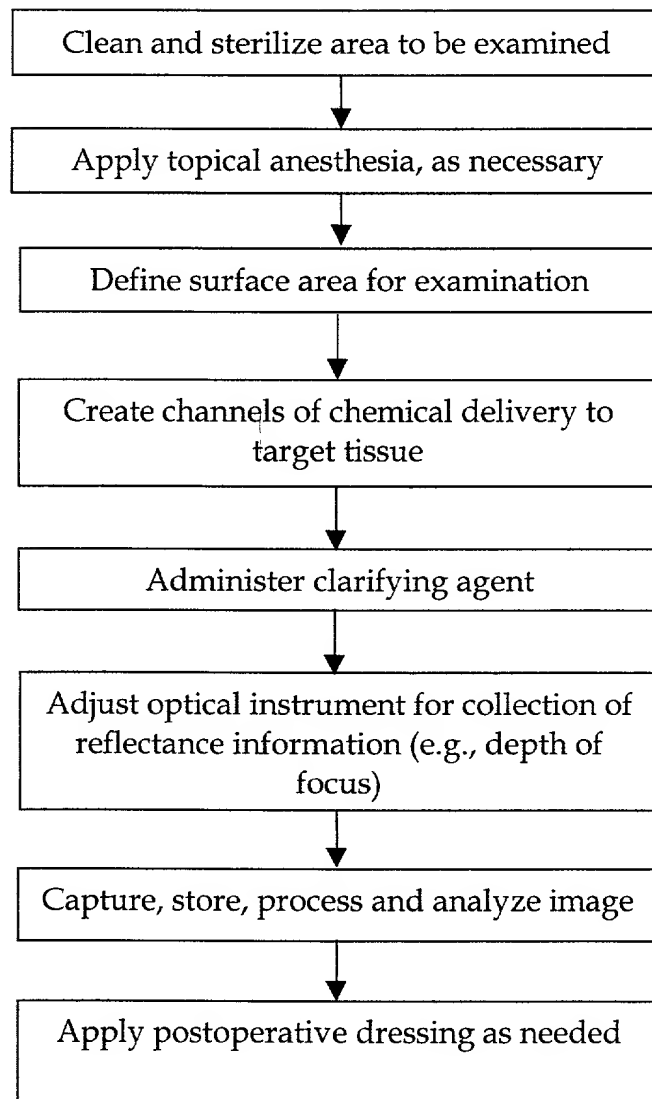 Clean and sterilize area to be examined
Apply topical anesthesia, as necessary
Define surface area for examination
Create channels of chemical delivery to
target tissue
Administer clarifying agent
Adjust optical instrument for collection of
reflectance information (e.g., depth of
focus)
Capture, store, process and analyze image
Apply postoperative dressing as needed